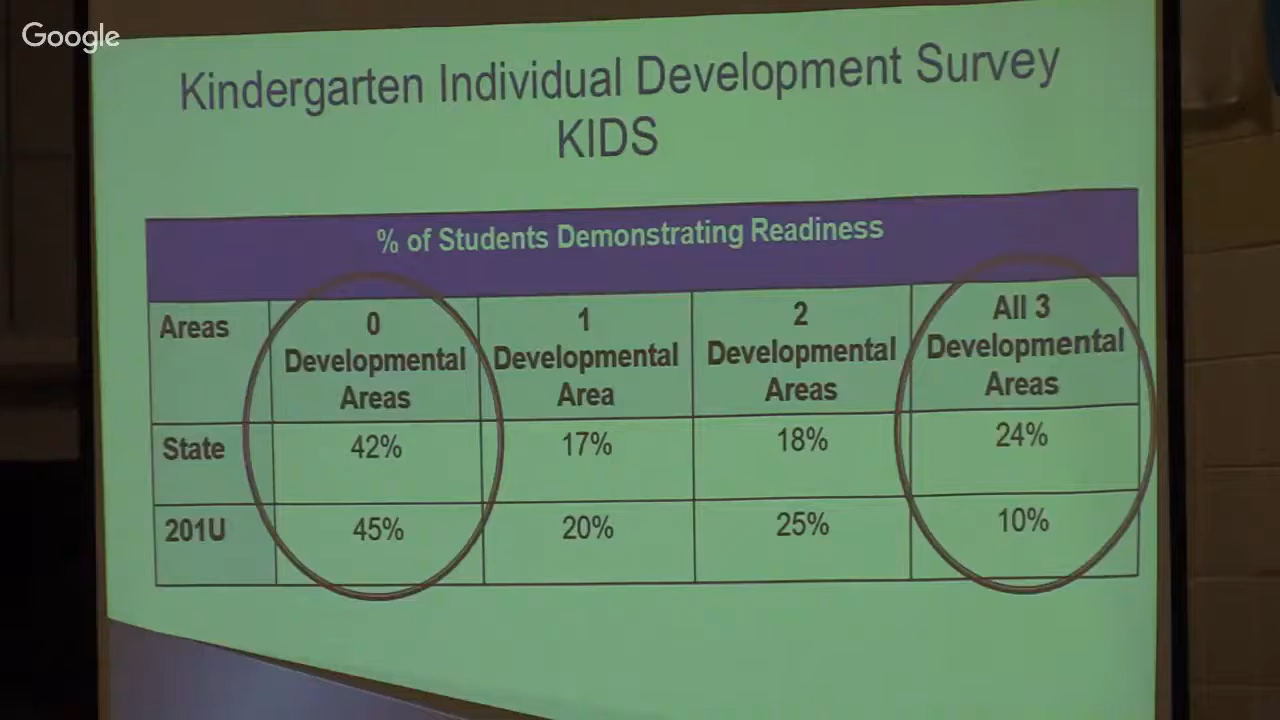 Google
Kindergarten Individual Development Survey
KIDS
% of Students Demonstrating Readiness
Areas
0
Developmental
Areas
1
Developmental
Area
2
Developmental
Areas
All 3
Developmental
Areas
State
42%
17%
18%
24%
201U
45%
20%
25%
10%